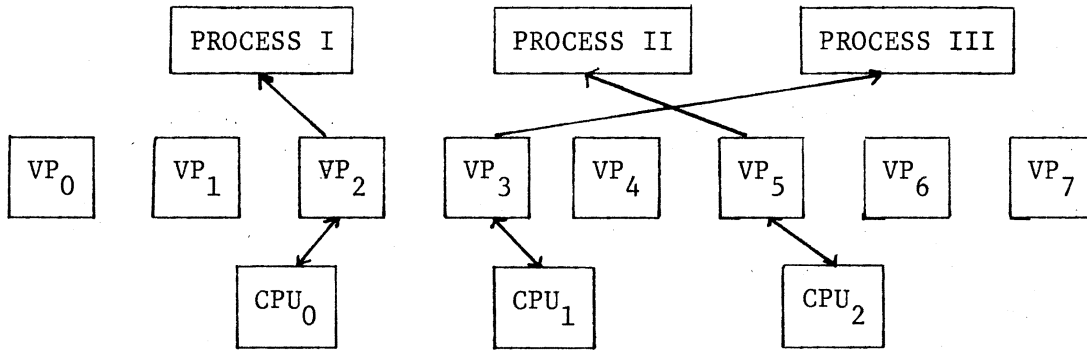 PROCESS I
PROCESS II
PROCESS III
VP0
VP1
VP2
VP3
VP4
VP5
VP6
VP7
CPU0
CPU1
CPU2